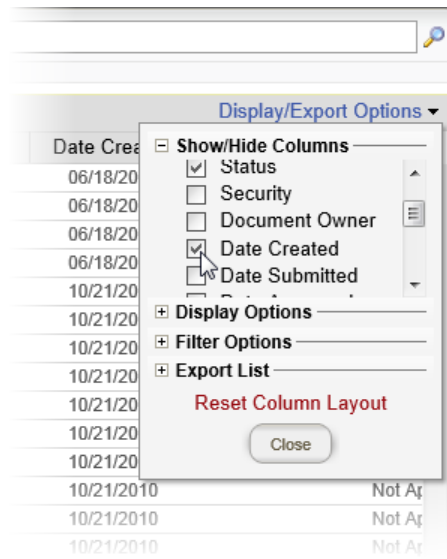 Display/Export Options
Date Crea
Show/Hide Columns
Status
Security
Document Owner
Date Created
Date Submitted
Display Options
Filter Options
Export List
Reset Column Layout
Close
06/18/20
06/18/20
06/18/20
06/18/20
10/21/20
10/21/20
10/21/20
10/21/20
10/21/20
10/21/20
10/21/20
10/21/2010 Not Ap
10/21/2010 Not Ap
10/21/2010 Not Ap